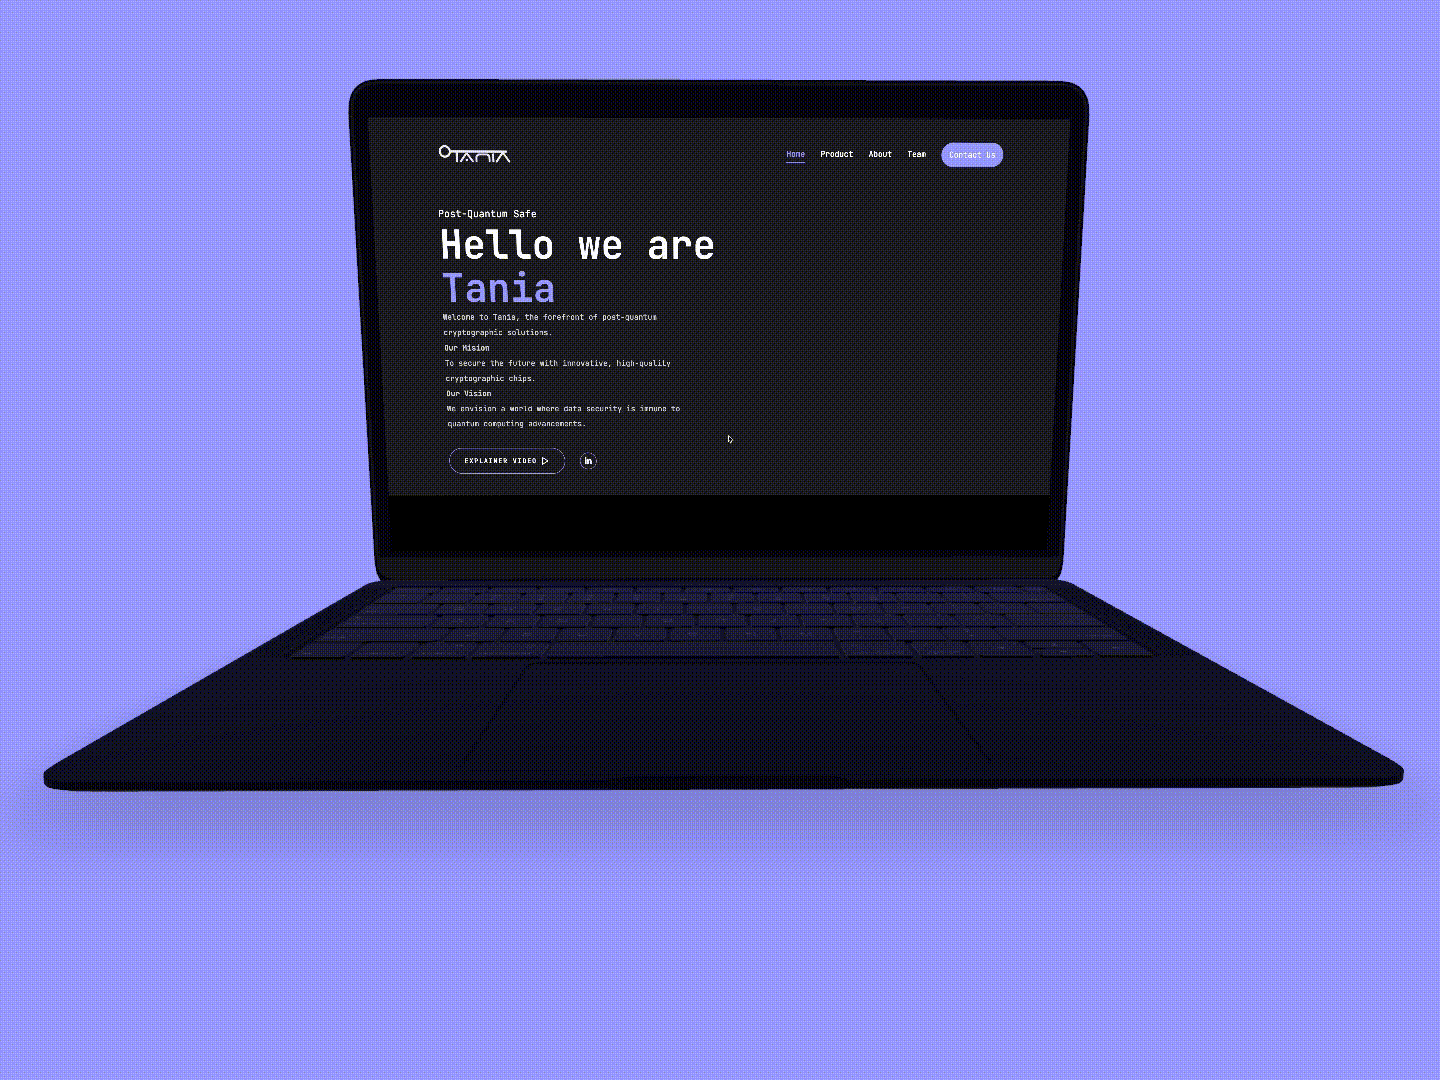 TANIA
Home Product About Team Contact Us
Post-Quantum Safe
Hello we are
Tania
Welcome to Tania, the forefront of post-quantum
cryptographic solutions.
Our Mision
To secure the future with innovative, high-quality
cryptographic chips.
Our Vision
We envision a world where data security is immune to
quantum computing advancements.
EXPLAINER VIDEO
in